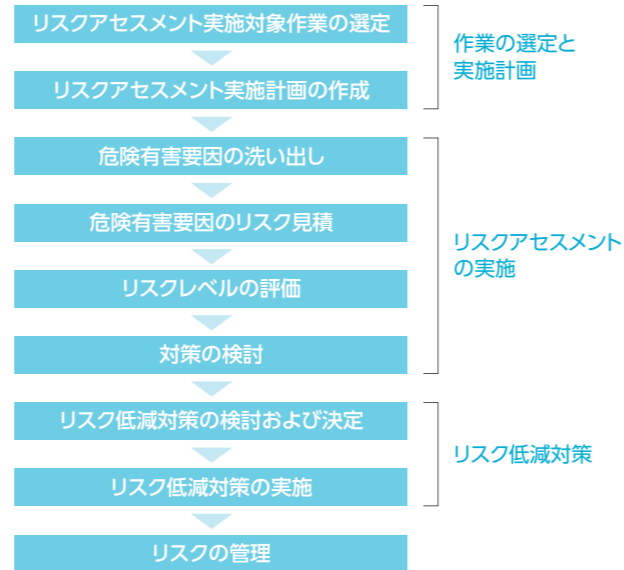 リスクアセスメント実施対象作業の選定
リスクアセスメント実施計画の作成
作業の選定と
実施計画
危険有害要因の洗い出し
危険有害要因のリスク見積
リスクレベルの評価
対策の検討
リスクアセスメント
の実施
リスク低減対策の検討および決定
リスク低減対策の実施
リスク低減対策
リスクの管理